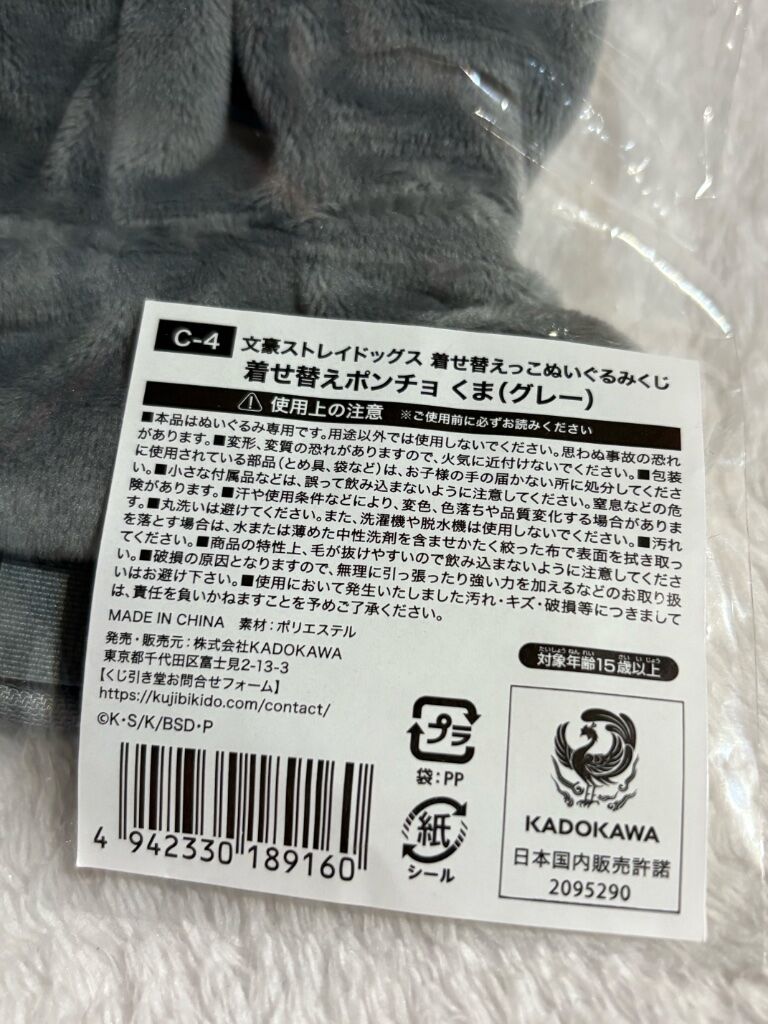 C-4 文豪ストレイドッグス 着せ替えっこぬいぐるみくじ
着せ替えポンチョ くま(グレー)
使用上の注意 ※ご使用前に必ずお読みください
■本品はぬいぐるみ専用です。用途以外では使用しないでください。思わぬ事故の恐れ
があります。■変形、変質の恐れがありますので、火気に近付けないでください。■包装
に使用されている部品(とめ具、袋など)は、お子様の手の届かない所に処分してくださ
い。■小さな付属品などは、誤って飲み込まないように注意してください。窒息などの危
険があります。■汗や使用条件などにより、変色、色落ちや品質変化する場合がありま
す。■丸洗いは避けてください。また、洗濯機や脱水機は使用しないでください。■汚れ
を落とす場合は、水または薄めた中性洗剤を含ませかたく絞った布で表面を拭き取っ
てください。■商品の特性上、毛が抜けやすいので飲み込まないように注意してくださ
い。■破損の原因となりますので、無理に引っ張ったり強い力を加えるなどのお取り扱
いはお避け下さい。■使用において発生いたしました汚れ・キズ・破損等につきまして
は、責任を負いかねますことを予めご了承ください。
MADE IN CHINA 素材:ポリエステル
発売・販売元:株式会社KADOKAWA
東京都千代田区富士見2-13-3
【くじ引き堂お問合せフォーム】
https://kujibikido.com/contact/
©K・S/K/BSD・P
たいしょうねんれい さいいじょう
対象年齢15歳以上
プラ
袋:PP
紙
シール
KADOKAWA
日本国内販売許諾
2095290
4 942330 189160